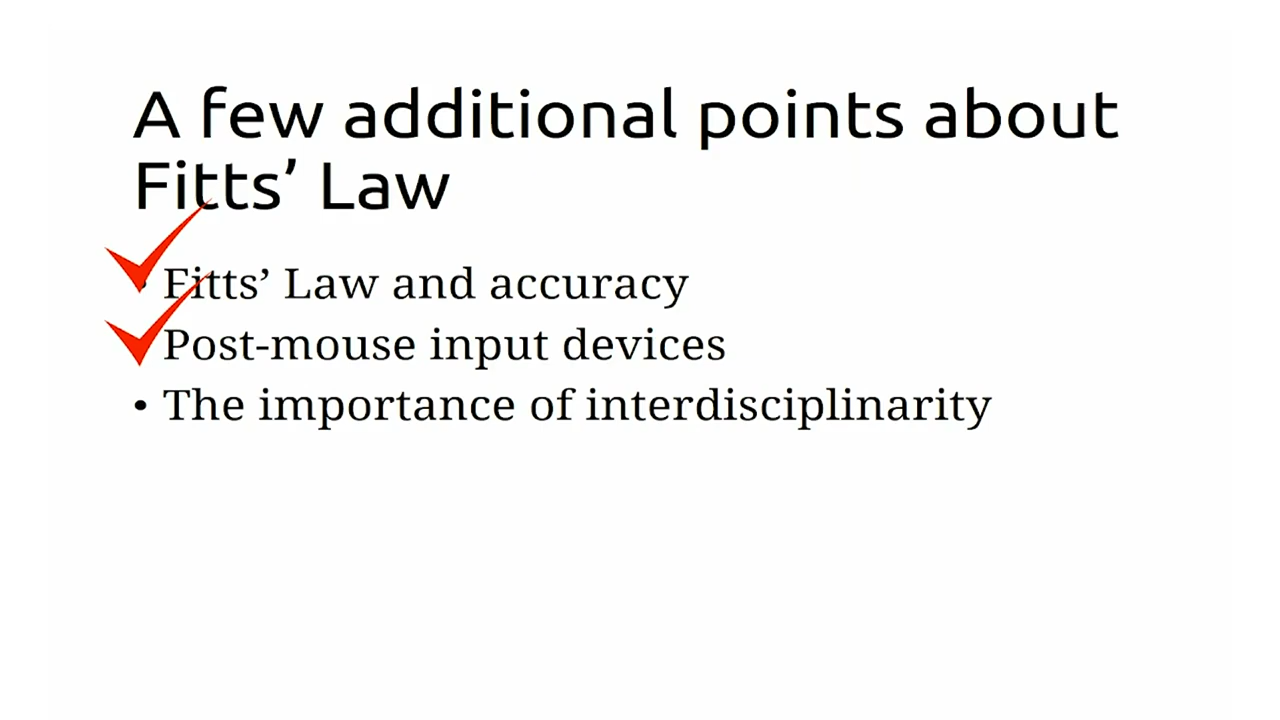 A few additional points about
Fitts’ Law
• Fitts’ Law and accuracy
Post-mouse input devices
• The importance of interdisciplinarity